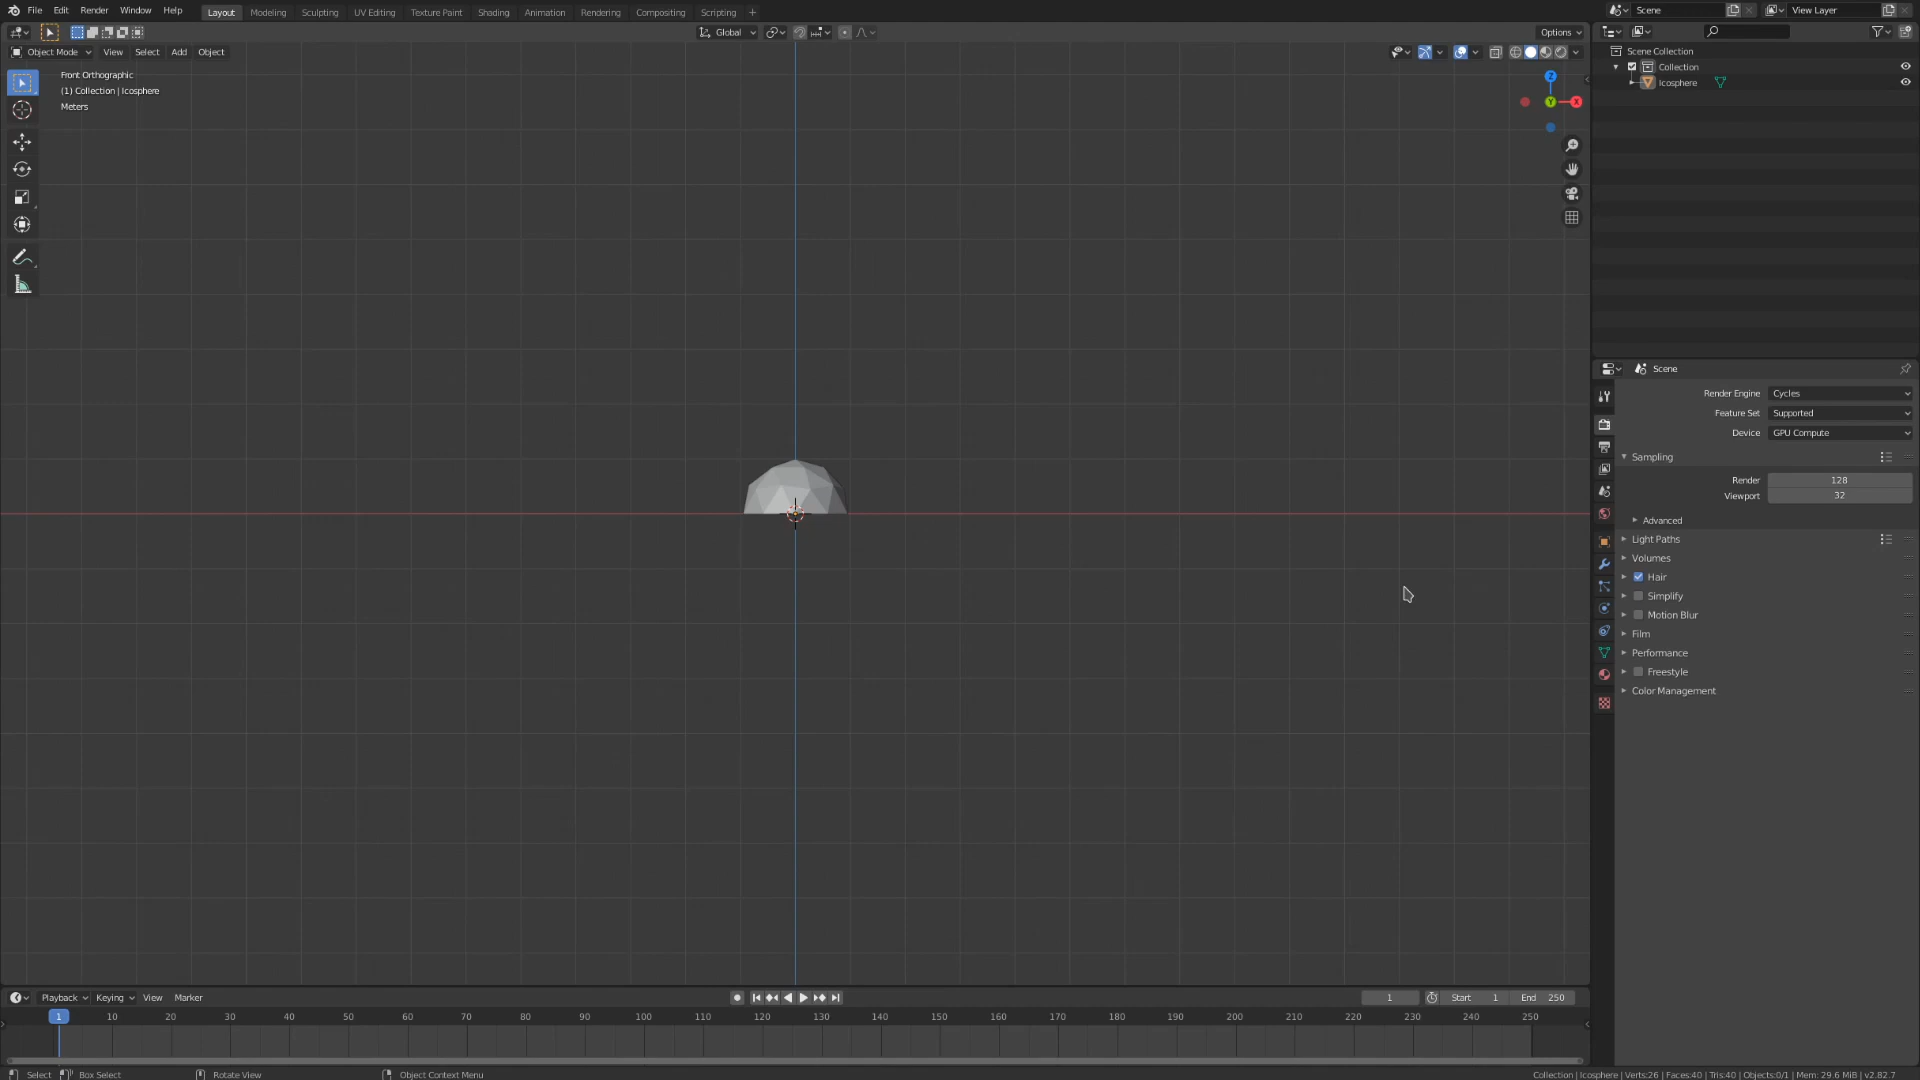 File Edit Render Window Help Layout Modeling Sculpting UV Editing Texture Paint Shading Animation Rendering Compositing Scripting + Scene View Layer
Global Options
Object Mode View Select Add Object
Front Orthographic
(1) Collection | Icosphere
Meters
Z
Y
X
Scene Collection
Collection
Icosphere
Scene
Render Engine Cycles
Feature Set Supported
Device GPU Compute
Sampling
Render 128
Viewport 32
Advanced
Light Paths
Volumes
Hair
Simplify
Motion Blur
Film
Performance
Freestyle
Color Management
Playback Keying View Marker 1 Start 1 End 250
1 10 20 30 40 50 60 70 80 90 100 110 120 130 140 150 160 170 180 190 200 210 220 230 240 250
Select Box Select Rotate View Object Context Menu Collection | Icosphere | Verts:26 | Faces:40 | Tris:40 | Objects:0/1 | Mem: 29.6 MiB | v2.82.7